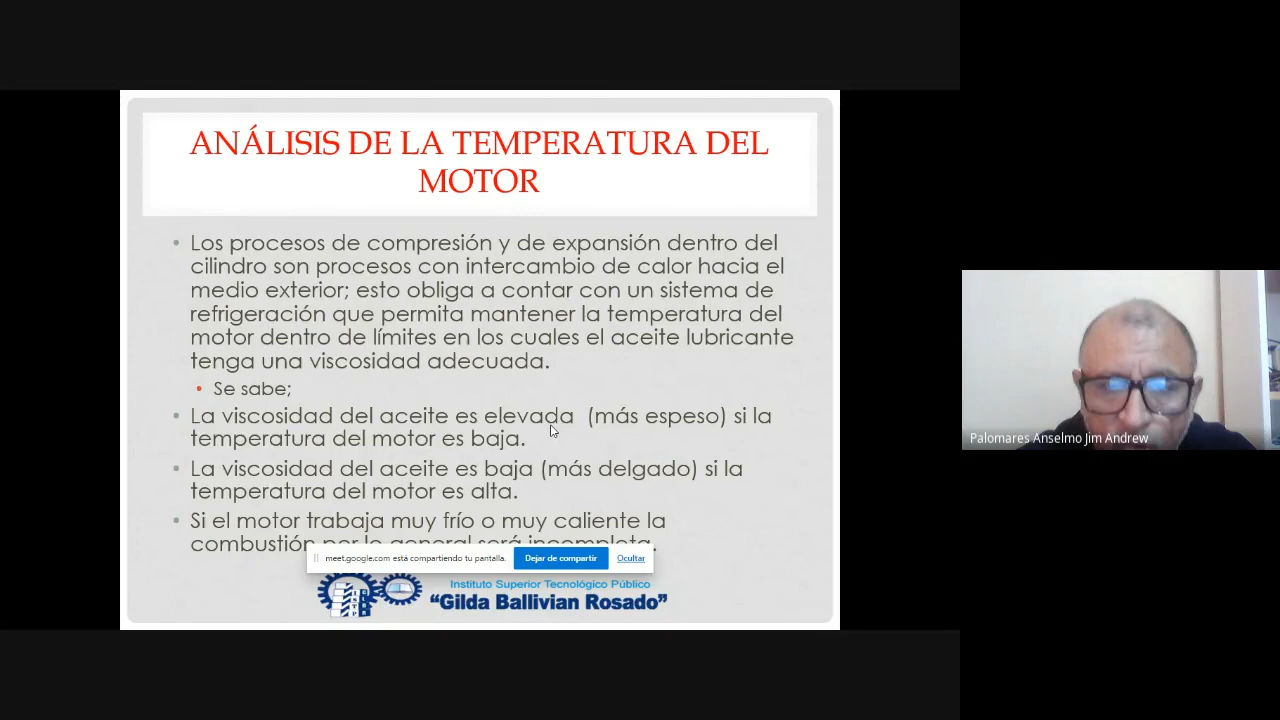 ANÁLISIS DE LA TEMPERATURA DEL
MOTOR
• Los procesos de compresión y de expansión dentro del
cilindro son procesos con intercambio de calor hacia el
medio exterior; esto obliga a contar con un sistema de
refrigeración que permita mantener la temperatura del
motor dentro de límites en los cuales el aceite lubricante
tenga una viscosidad adecuada.
• Se sabe;
• La viscosidad del aceite es elevada (más espeso) si la
temperatura del motor es baja.
• La viscosidad del aceite es baja (más delgado) si la
temperatura del motor es alta.
• Si el motor trabaja muy frío o muy caliente la
combustión por lo general será incompleta.
meet.google.com está compartiendo tu pantalla.
Dejar de compartir
Ocultar
Instituto Superior Tecnológico Público
“Gilda Ballivian Rosado”
Palomares Anselmo Jim Andrew